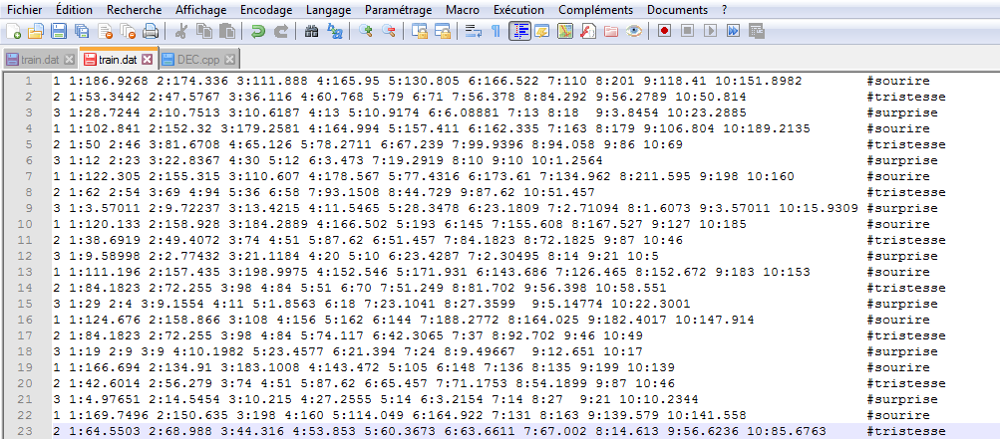 Fichier Édition Recherche Affichage Encodage Langage Paramétrage Macro Exécution Compléments Documents ?
train.dat train.dat DEC.cpp
1 1 1:186.9268 2:174.336 3:111.888 4:165.95 5:130.805 6:166.522 7:110 8:201 9:118.41 10:151.8982 #sourire
2 2 1:53.3442 2:47.5767 3:36.116 4:60.768 5:79 6:71 7:56.378 8:84.292 9:56.2789 10:50.814 #tristesse
3 3 1:28.7244 2:10.7513 3:10.6187 4:13 5:10.9174 6:6.08881 7:13 8:18 9:3.8454 10:23.2885 #surprise
4 1 1:102.841 2:152.32 3:179.2581 4:164.994 5:157.411 6:162.335 7:163 8:179 9:106.804 10:189.2135 #sourire
5 2 1:50 2:46 3:81.6708 4:65.126 5:78.2711 6:67.239 7:99.9396 8:94.058 9:86 10:69 #tristesse
6 3 1:12 2:23 3:22.8367 4:30 5:12 6:3.473 7:19.2919 8:10 9:10 10:1.2564 #surprise
7 1 1:122.305 2:155.315 3:110.607 4:178.567 5:77.4316 6:173.61 7:134.962 8:211.595 9:198 10:160 #sourire
8 2 1:62 2:54 3:69 4:94 5:36 6:58 7:93.1508 8:44.729 9:87.62 10:51.457 #tristesse
9 3 1:3.57011 2:9.72237 3:13.4215 4:11.5465 5:28.3478 6:23.1809 7:2.71094 8:1.6073 9:3.57011 10:15.9309 #surprise
10 1 1:120.133 2:158.928 3:184.2889 4:166.502 5:193 6:145 7:155.608 8:167.527 9:127 10:185 #sourire
11 2 1:38.6919 2:49.4072 3:74 4:51 5:87.62 6:51.457 7:84.1823 8:72.1825 9:87 10:46 #tristesse
12 3 1:9.58998 2:2.77432 3:21.1184 4:20 5:10 6:23.4287 7:2.30495 8:14 9:21 10:5 #surprise
13 1 1:111.196 2:157.435 3:198.9975 4:152.546 5:171.931 6:143.686 7:126.465 8:152.672 9:183 10:153 #sourire
14 2 1:84.1823 2:72.255 3:98 4:84 5:51 6:70 7:51.249 8:81.702 9:56.398 10:58.551 #tristesse
15 3 1:29 2:4 3:9.1554 4:11 5:1.8563 6:18 7:23.1041 8:27.3599 9:5.14774 10:22.3001 #surprise
16 1 1:124.676 2:158.866 3:108 4:156 5:162 6:144 7:188.2772 8:164.025 9:182.4017 10:147.914 #sourire
17 2 1:84.1823 2:72.255 3:98 4:84 5:74.117 6:42.3065 7:37 8:92.702 9:46 10:49 #tristesse
18 3 1:19 2:9 3:9 4:10.1982 5:23.4577 6:21.394 7:24 8:9.49667 9:12.651 10:17 #surprise
19 1 1:166.694 2:134.91 3:183.1008 4:143.472 5:105 6:148 7:136 8:135 9:199 10:139 #sourire
20 2 1:42.6014 2:56.279 3:74 4:51 5:87.62 6:65.457 7:71.1753 8:54.1899 9:87 10:46 #tristesse
21 3 1:4.97651 2:14.5454 3:10.215 4:27.2555 5:14 6:3.2154 7:14 8:27 9:21 10:10.2344 #surprise
22 1 1:169.7496 2:150.635 3:198 4:160 5:114.049 6:164.922 7:131 8:163 9:139.579 10:141.558 #sourire
23 2 1:64.5503 2:68.988 3:44.316 4:53.853 5:60.3675 6:63.6611 7:67.002 8:14.613 9:56.6236 10:85.6763 #tristesse